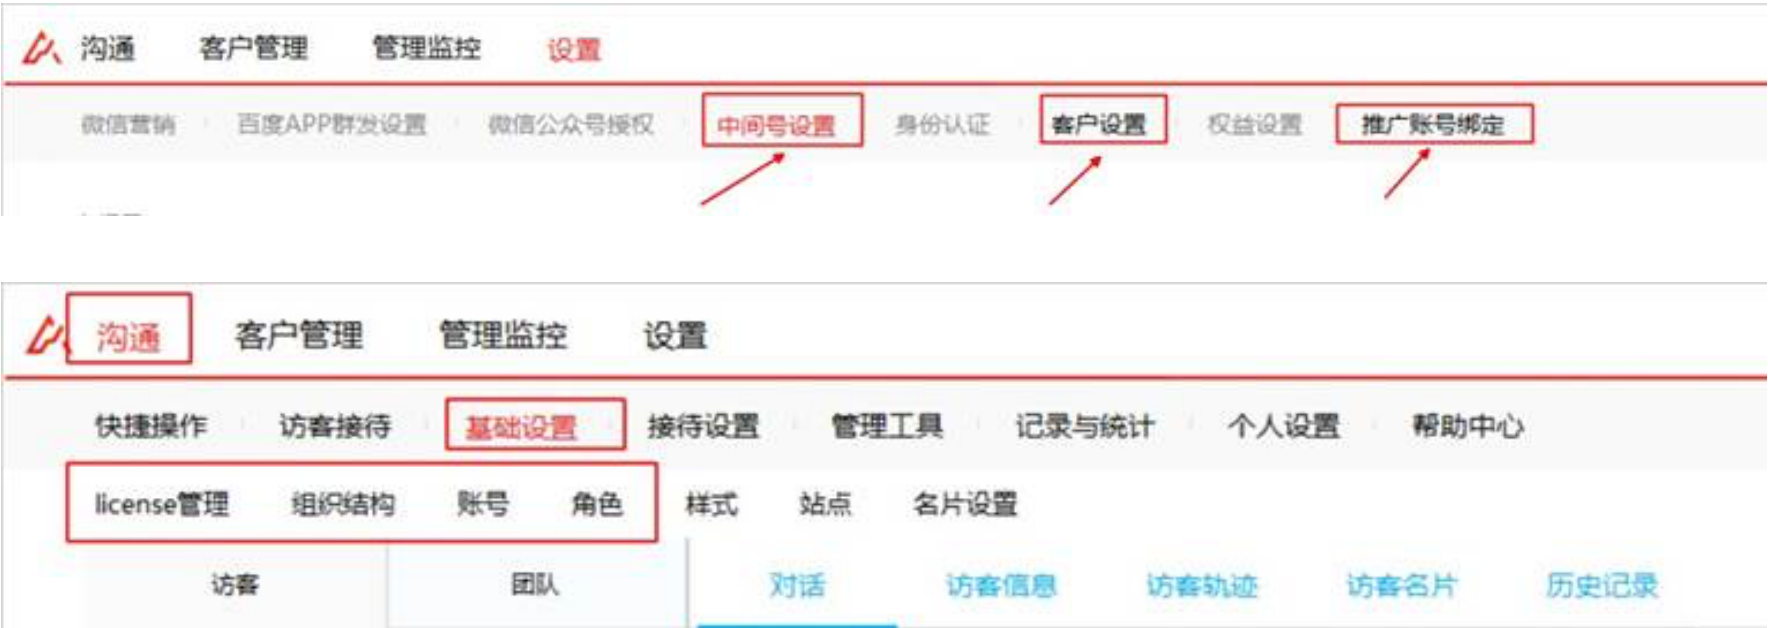 沟通 客户管理 管理监控 设置
微信营销 百度APP群发设置 微信公众号授权 中间号设置 身份认证 客户设置 权益设置 推广账号绑定
沟通 客户管理 管理监控 设置
快捷操作 访客接待 基础设置 接待设置 管理工具 记录与统计 个人设置 帮助中心
license管理 组织结构 账号 角色 样式 站点 名片设置
访客 团队 对话 访客信息 访客轨迹 访客名片 历史记录